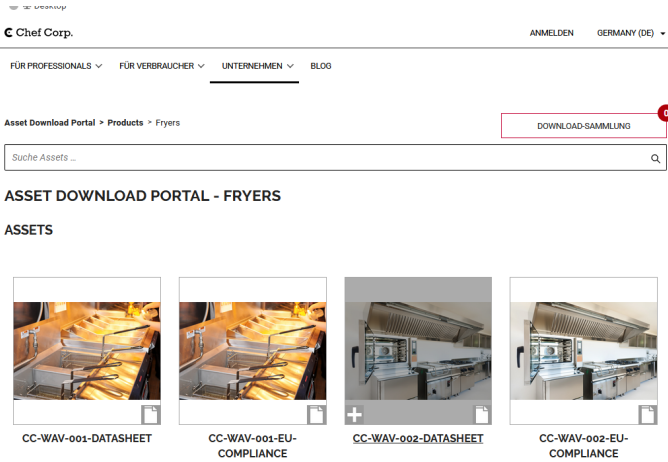 Desktop
Chef Corp.
ANMELDEN GERMANY (DE)
FÜR PROFESSIONALS FÜR VERBRAUCHER UNTERNEHMEN BLOG
Asset Download Portal > Products > Fryers
DOWNLOAD-SAMMLUNG
Suche Assets ...
ASSET DOWNLOAD PORTAL - FRYERS
ASSETS
CC-WAV-001-DATASHEET CC-WAV-001-EU- CC-WAV-002-DATASHEET CC-WAV-002-EU-
COMPLIANCE COMPLIANCE